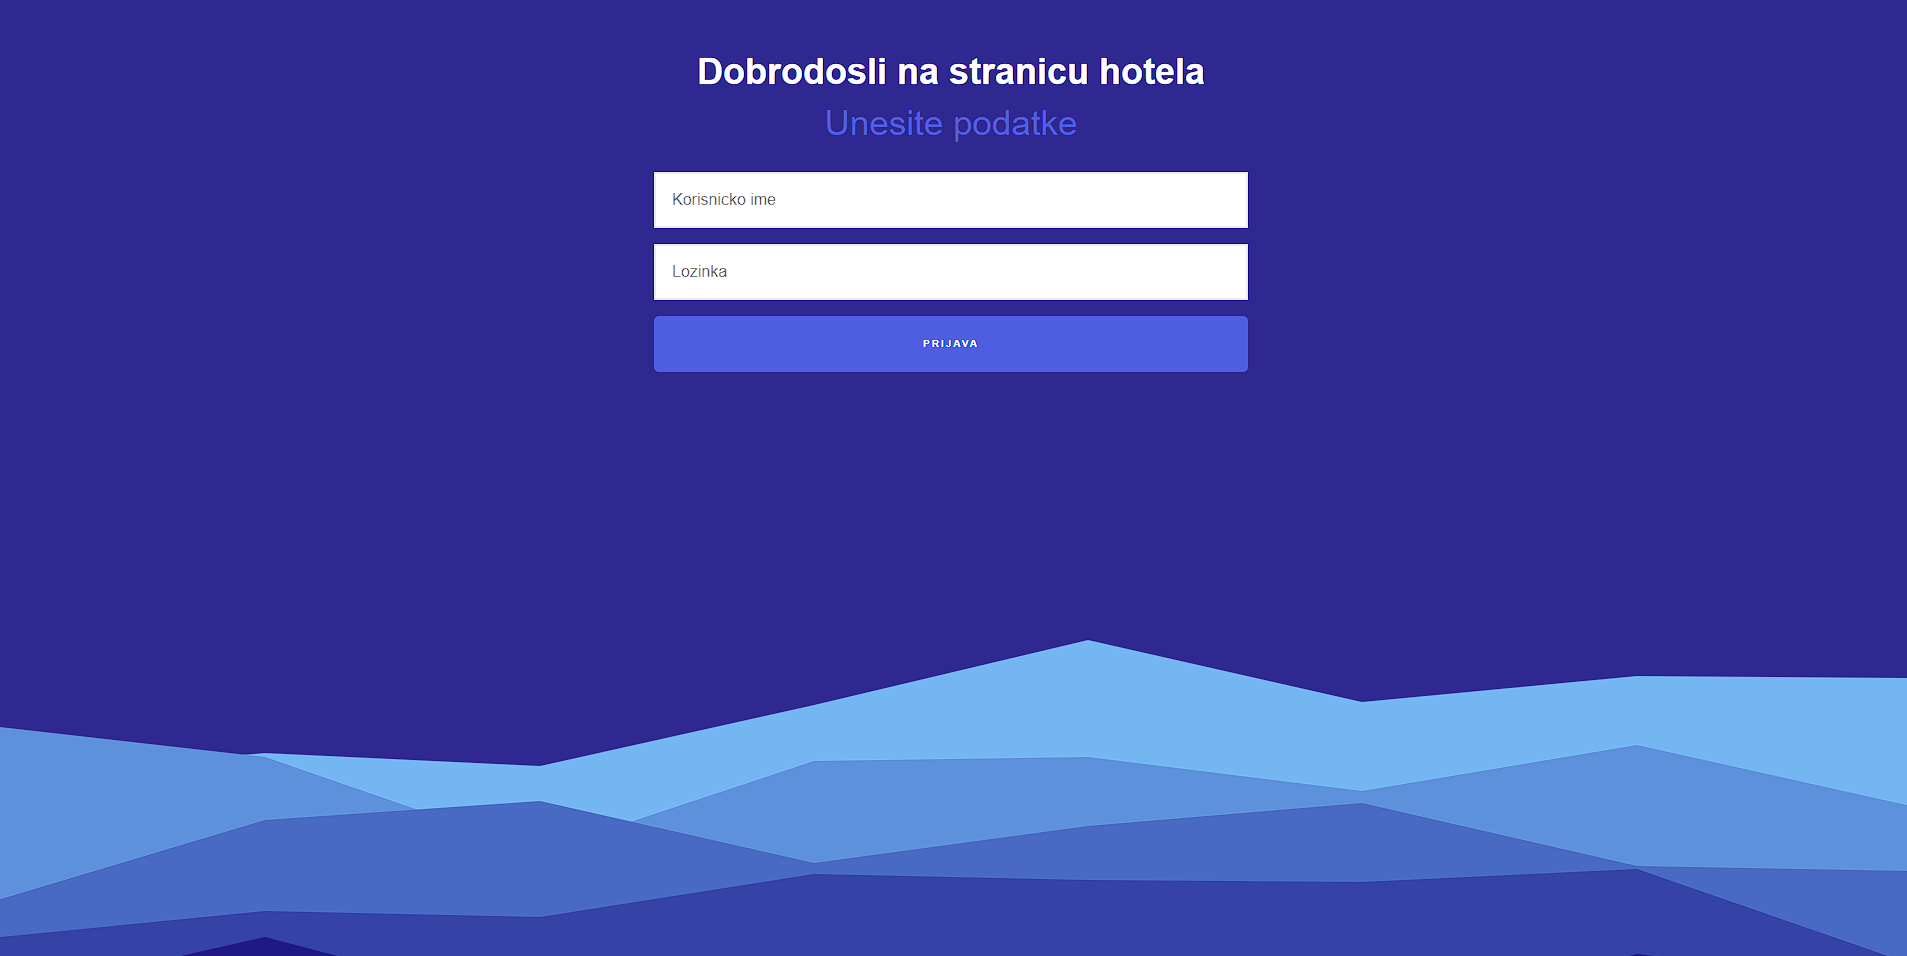 Dobrodosli na stranicu hotela
Unesite podatke
Korisnicko ime
Lozinka
PRIJAVA